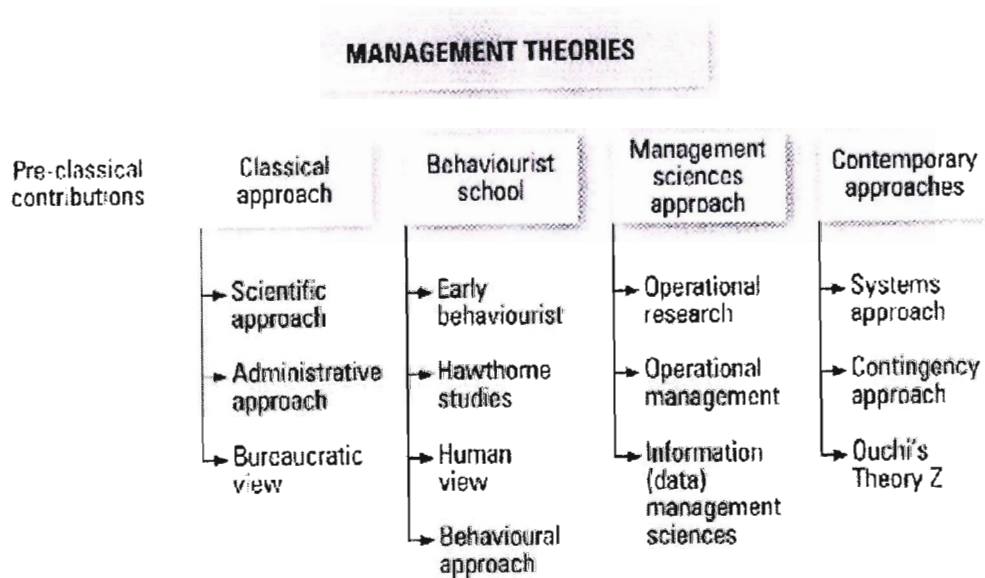 MANAGEMENT THEORIES
Pre-classical
contributions
Classical
approach
Scientific
approach
Administrative
approach
Bureaucratic
view
Behaviourist
school
Early
behaviourist
Hawthorne
studies
Human
view
Behavioural
approach
Management
sciences
approach
Operational
research
Operational
management
Information
(data)
management
sciences
Contemporary
approaches
Systems
approach
Contingency
approach
Ouchi's
Theory Z